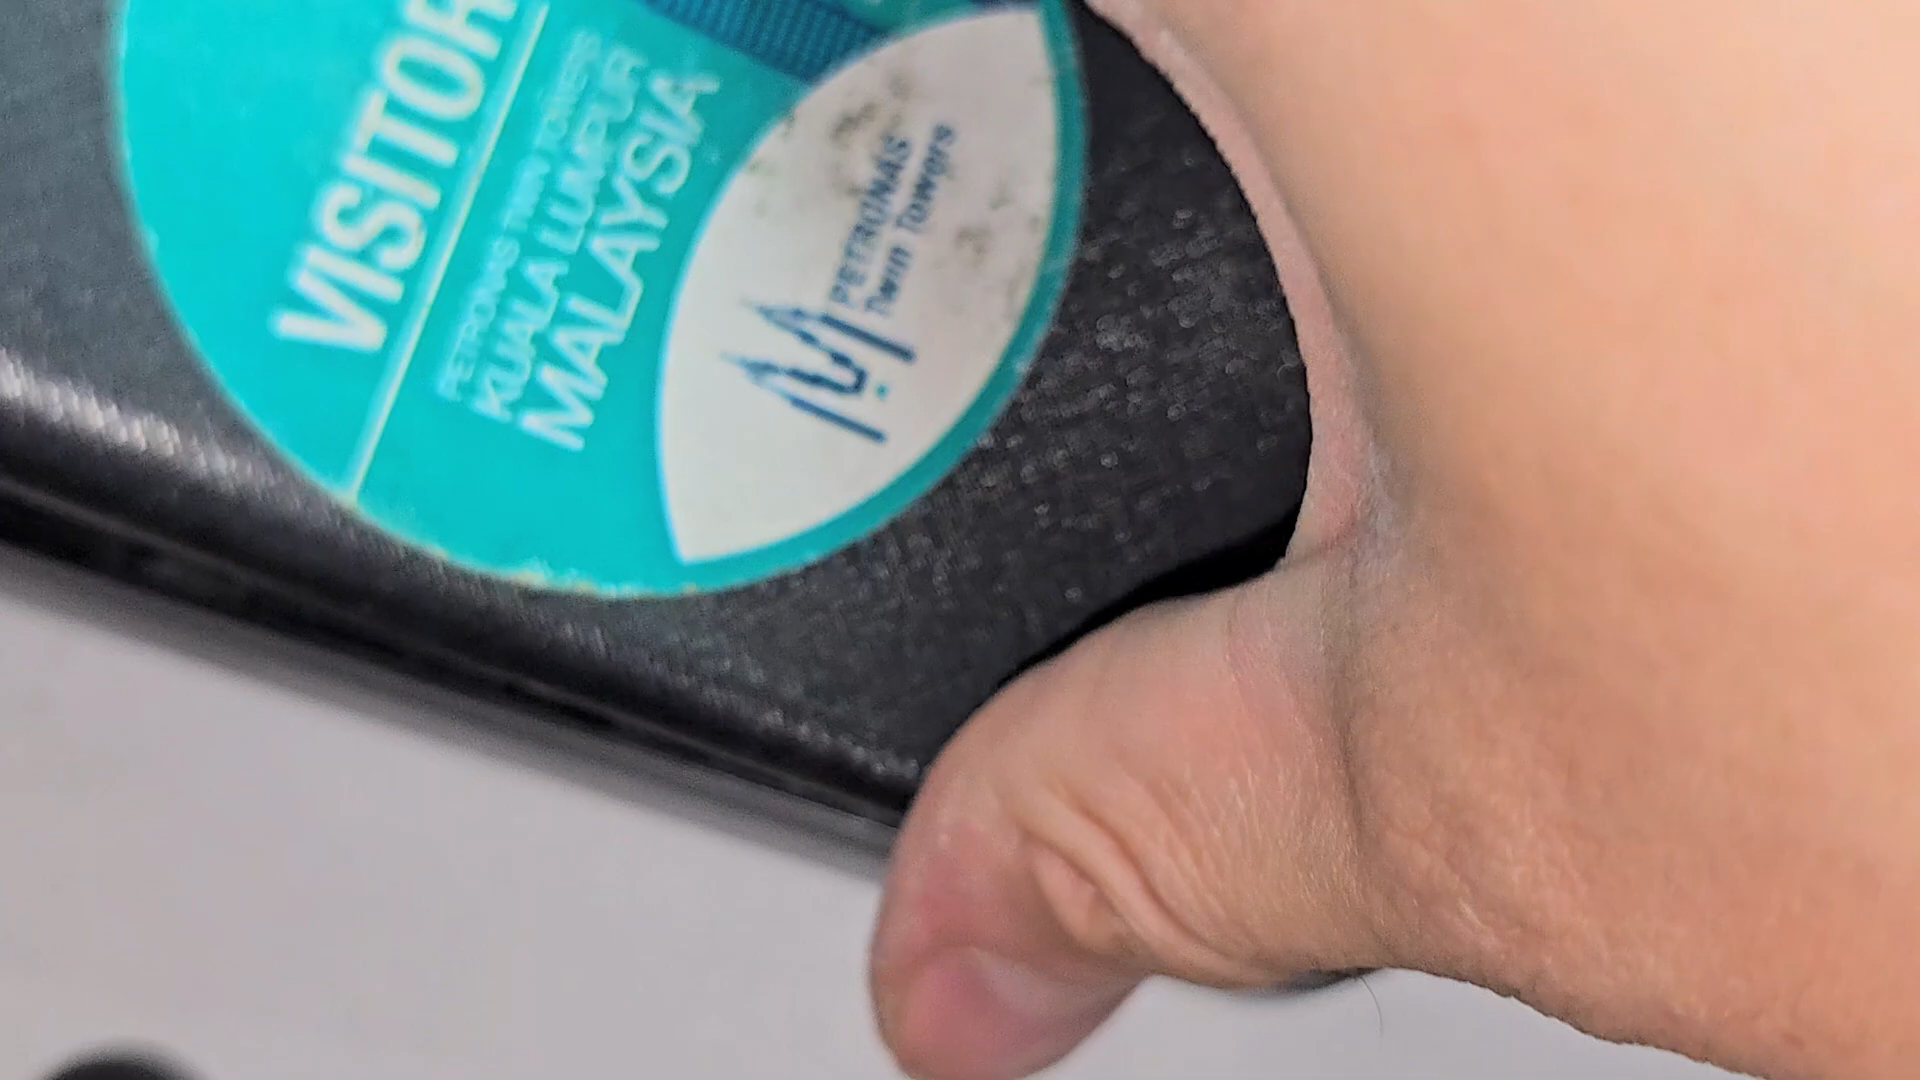 VISITOR
PETRONAS TWIN TOWERS
KUALA LUMPUR
MALAYSIA
PETRONAS
Twin Towers